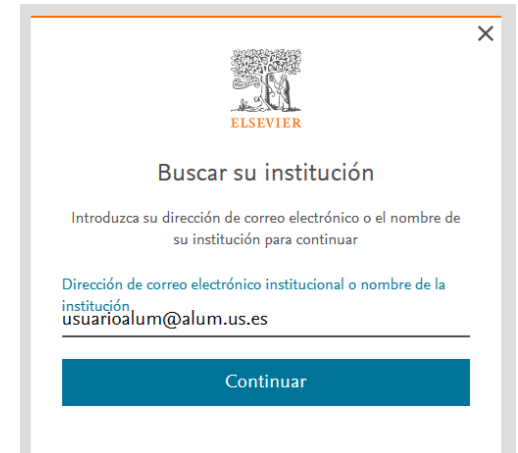 ELSEVIER
Buscar su institución
Introduzca su dirección de correo electrónico o el nombre de
su institución para continuar
Dirección de correo electrónico institucional o nombre de la
institución
usuarioalum@alum.us.es
Continuar